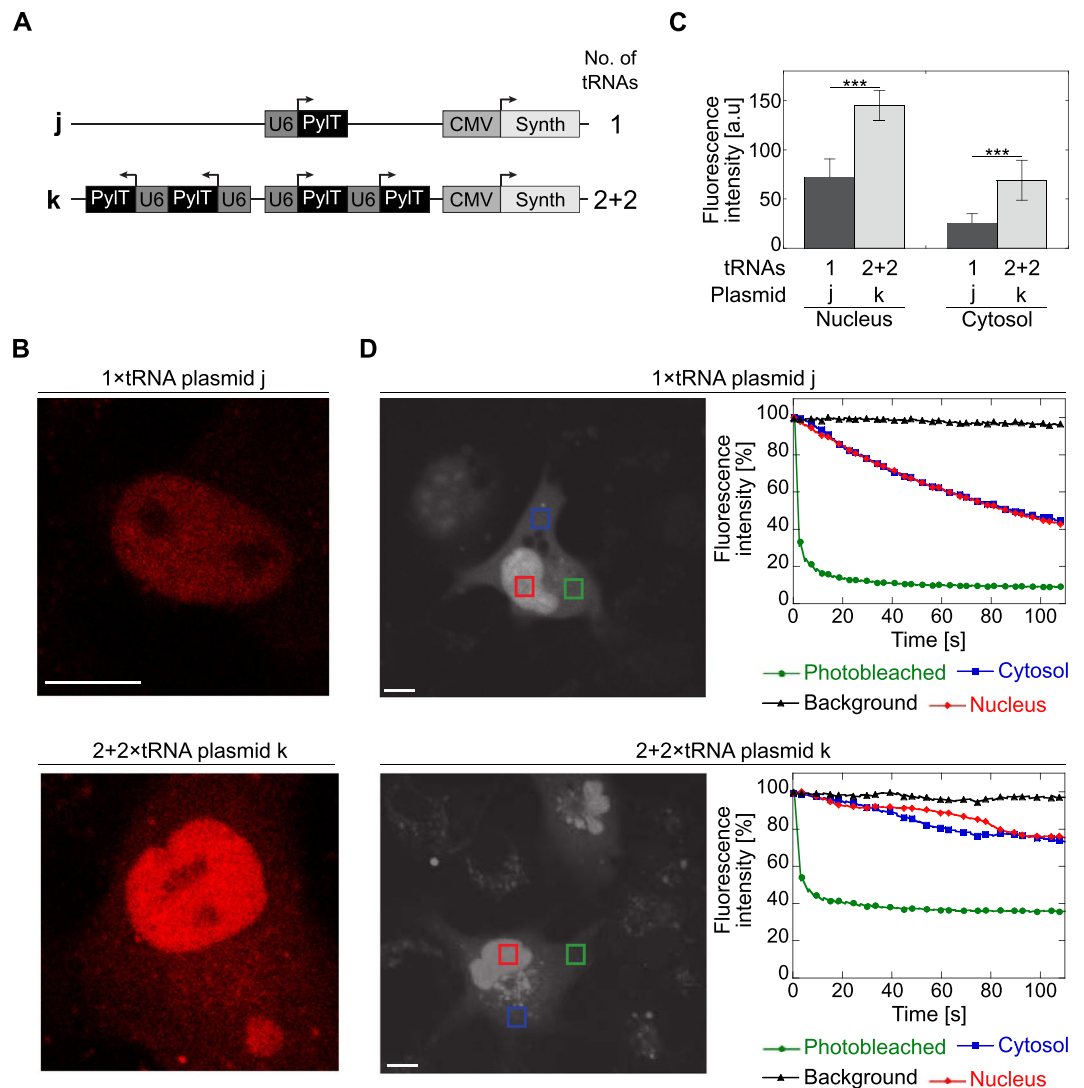 A
No. of
tRNAs
j
U6 PylT CMV Synth 1
k
PylT U6 PylT U6 U6 PylT U6 PylT CMV Synth 2+2
C
Fluorescence
intensity [a.u]
150
100
50
0
***
***
tRNAs 1 2+2 1 2+2
Plasmid j k j k
Nucleus Cytosol
B
1×tRNA plasmid j
2+2×tRNA plasmid k
D
1×tRNA plasmid j
Fluorescence
intensity [%]
100
80
60
40
20
0
0 20 40 60 80 100
Time [s]
Photobleached Cytosol
Background Nucleus
2+2×tRNA plasmid k
Fluorescence
intensity [%]
100
80
60
40
20
0
0 20 40 60 80 100
Time [s]
Photobleached Cytosol
Background Nucleus